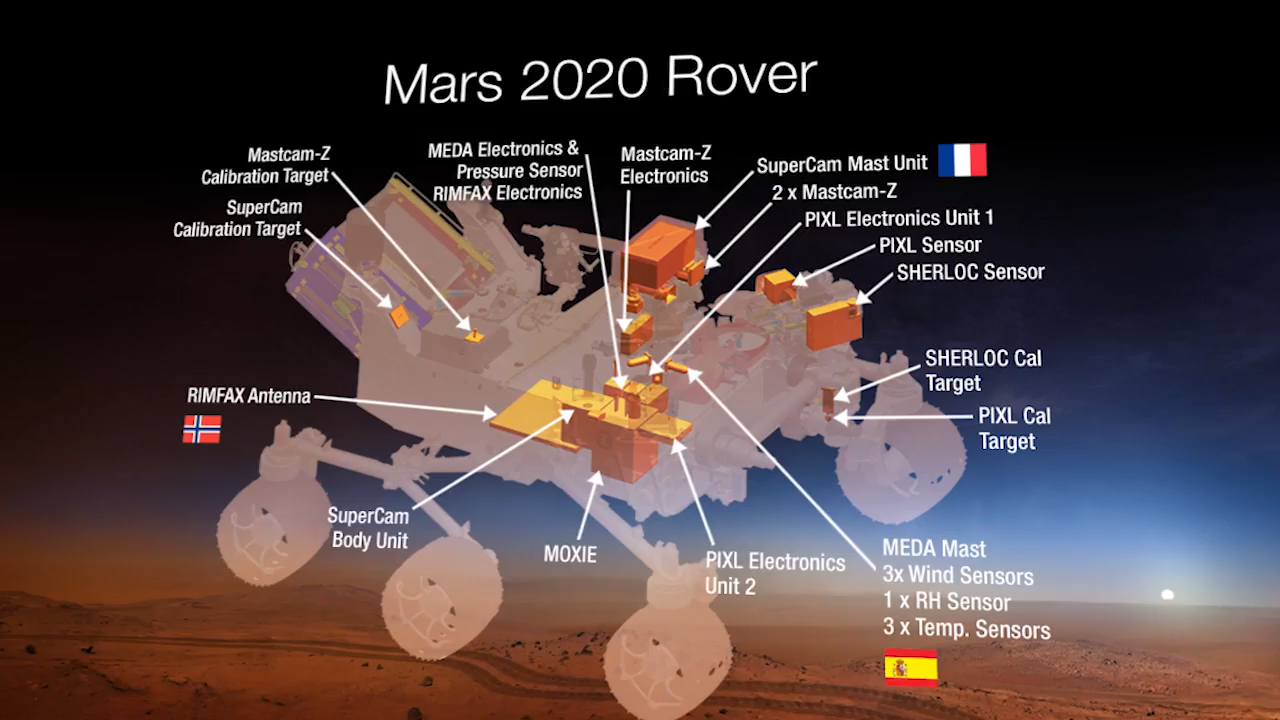 Mars 2020 Rover
Mastcam-Z
Calibration Target
SuperCam
Calibration Target
MEDA Electronics &
Pressure Sensor
RIMFAX Electronics
Mastcam-Z
Electronics
SuperCam Mast Unit
2 x Mastcam-Z
PIXL Electronics Unit 1
PIXL Sensor
SHERLOC Sensor
SHERLOC Cal
Target
PIXL Cal
Target
RIMFAX Antenna
SuperCam
Body Unit
MOXIE
PIXL Electronics
Unit 2
MEDA Mast
3x Wind Sensors
1 x RH Sensor
3 x Temp. Sensors